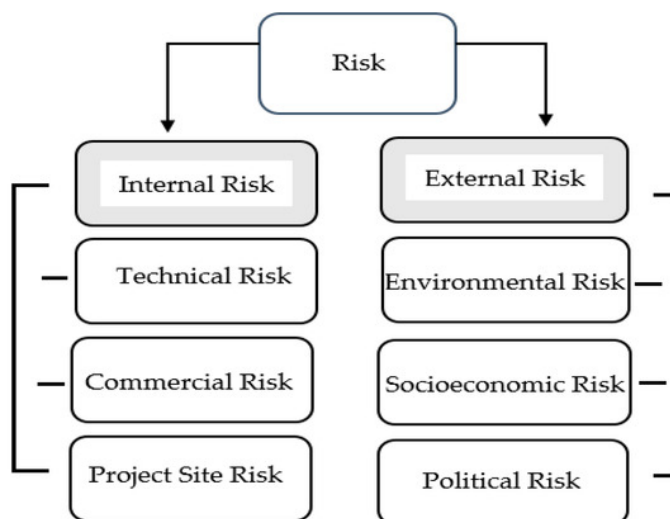 Risk
Internal Risk
External Risk
Technical Risk
Environmental Risk
Commercial Risk
Socioeconomic Risk
Project Site Risk
Political Risk